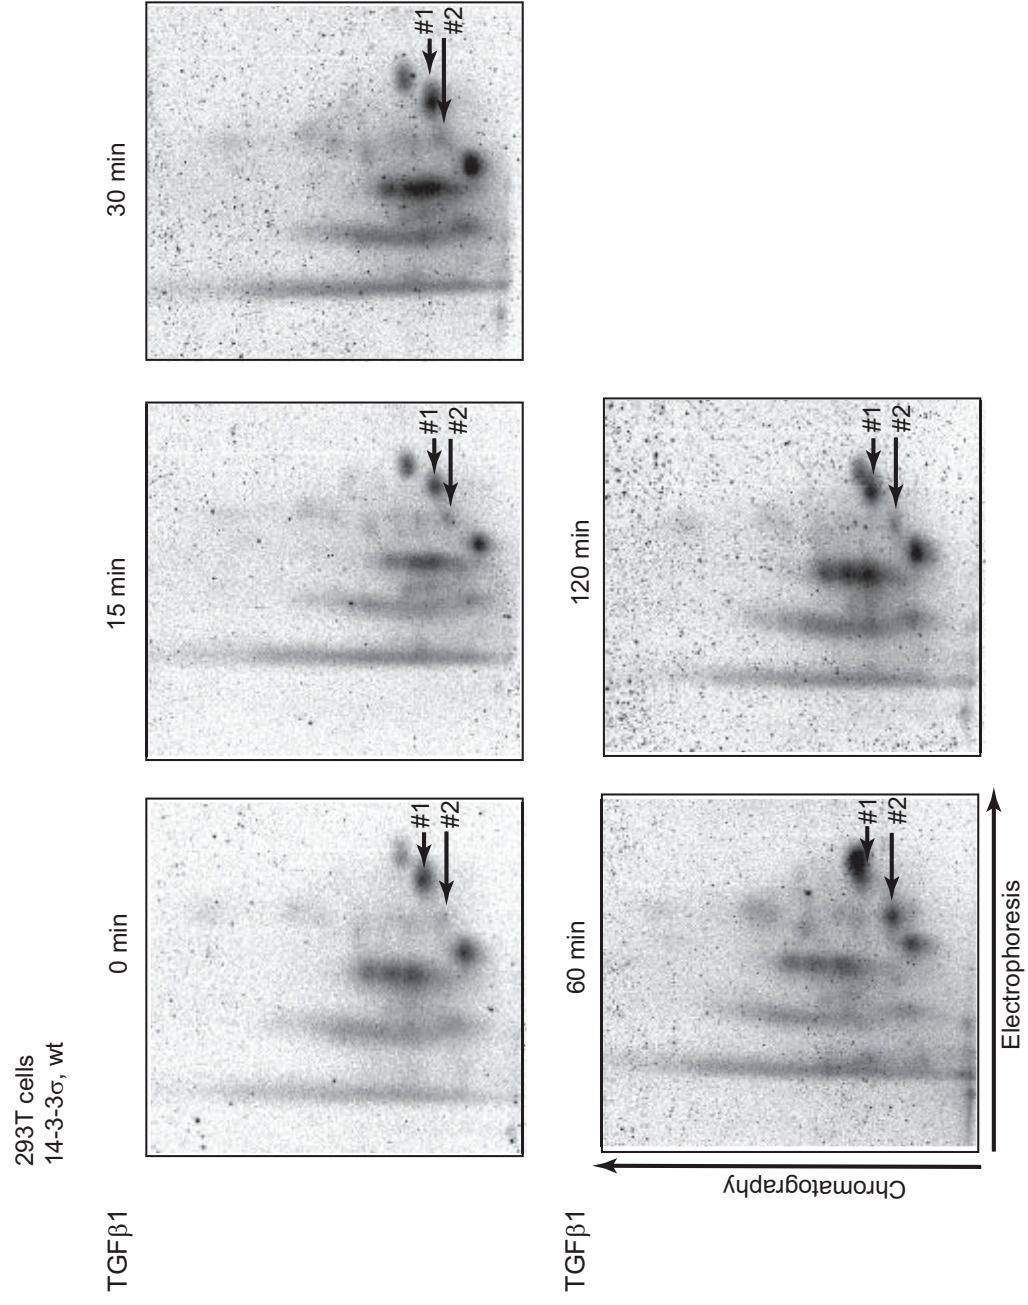 293T cells
14-3-3σ, wt
TGFβ1
0 min
15 min
30 min
#1
#2
#1
#2
#1
#2
TGFβ1
60 min
120 min
#1
#2
#1
#2
Chromatography
Electrophoresis